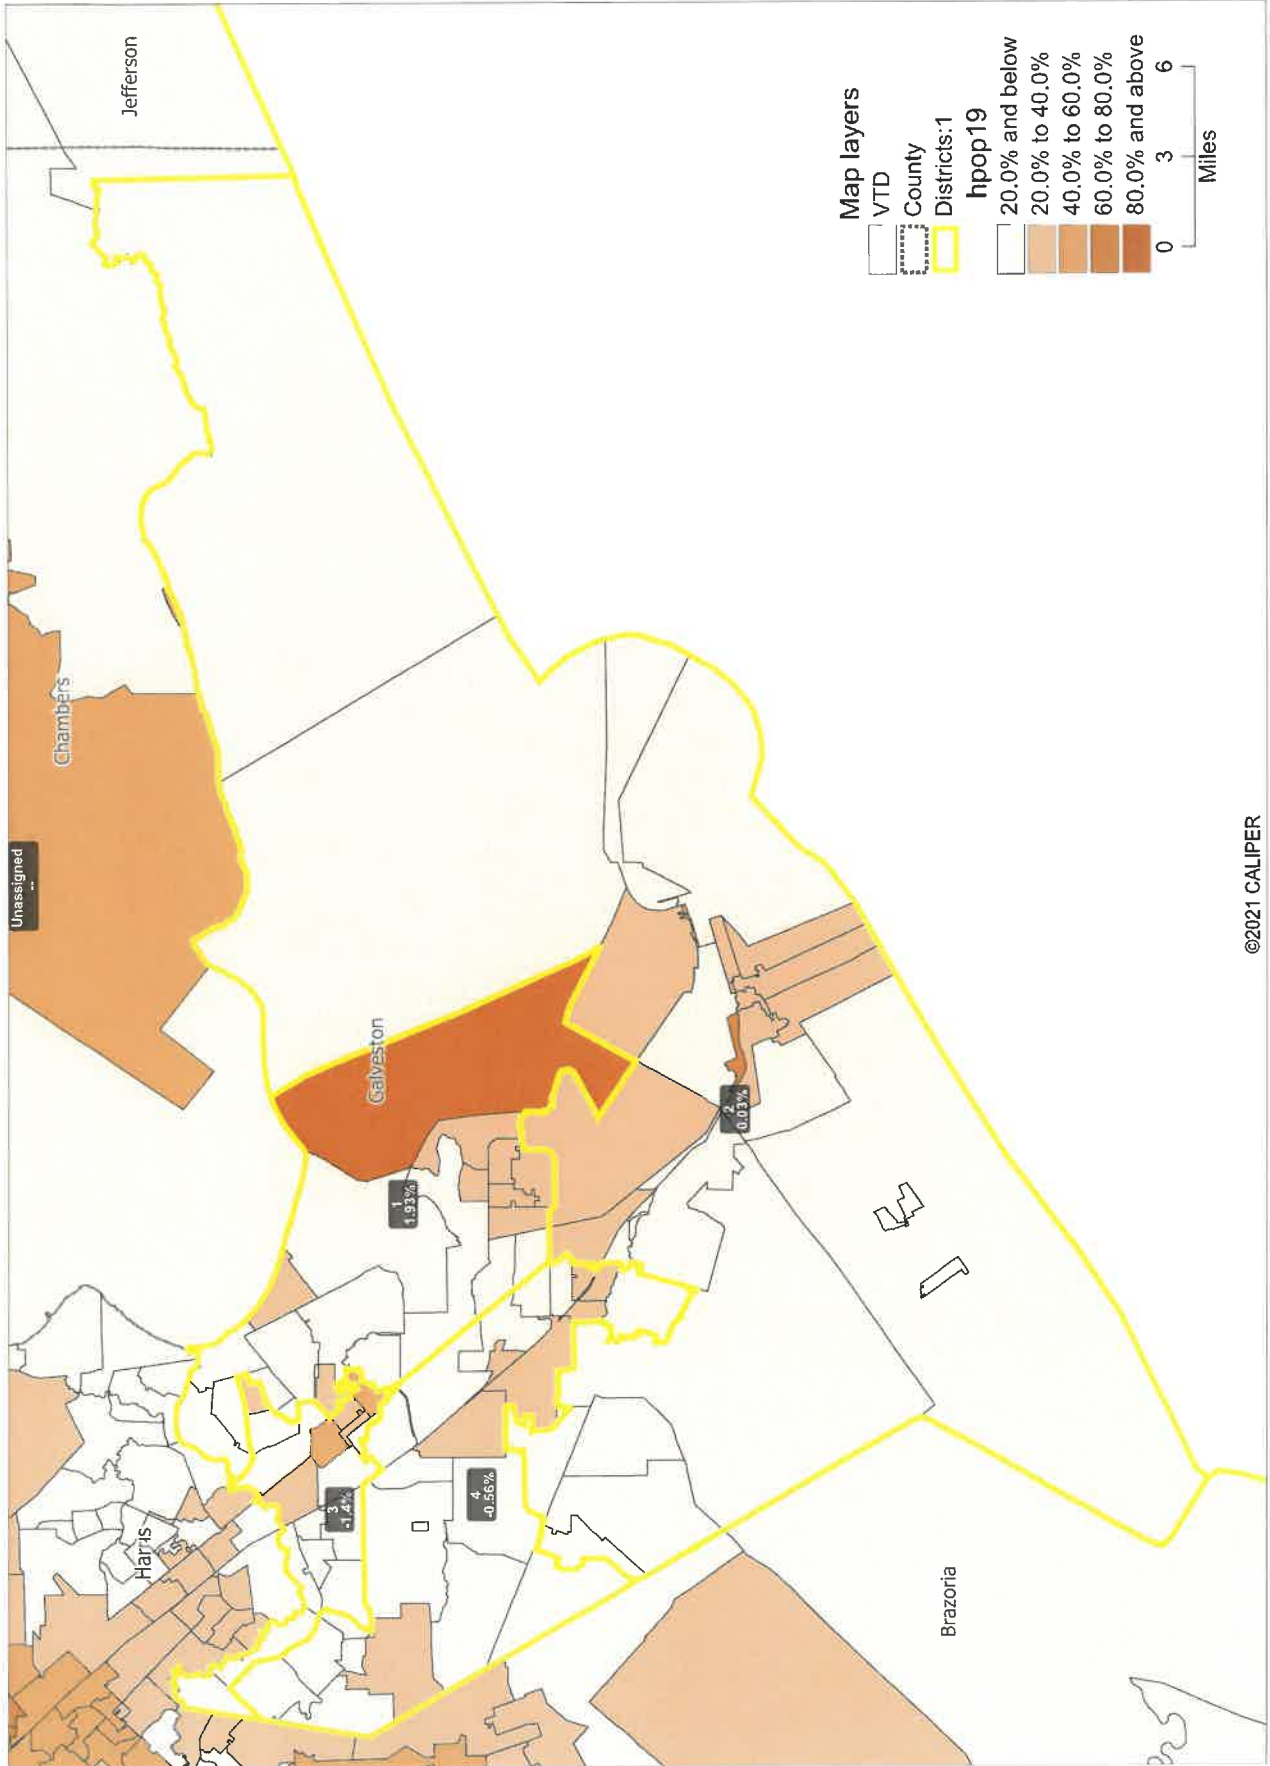 Jefferson
Chambers
Unassigned
--
Galveston
Harris
1
1.93%
2
0.03%
3
-1.4%
4
-0.56%
Brazoria
Map layers
VTD
County
Districts:1
hpop19
20.0% and below
20.0% to 40.0%
40.0% to 60.0%
60.0% to 80.0%
80.0% and above
0 3 6
Miles
©2021 CALIPER